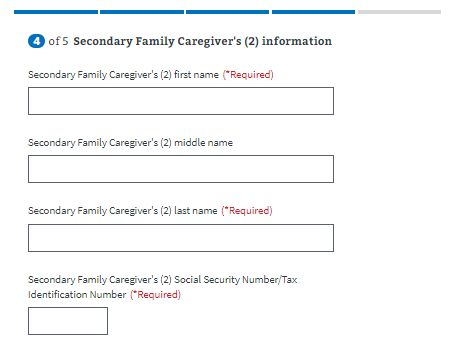 4 of 5 Secondary Family Caregiver's (2) information
Secondary Family Caregiver's (2) first name (*Required)
Secondary Family Caregiver's (2) middle name
Secondary Family Caregiver's (2) last name (*Required)
Secondary Family Caregiver's (2) Social Security Number/Tax
Identification Number (*Required)